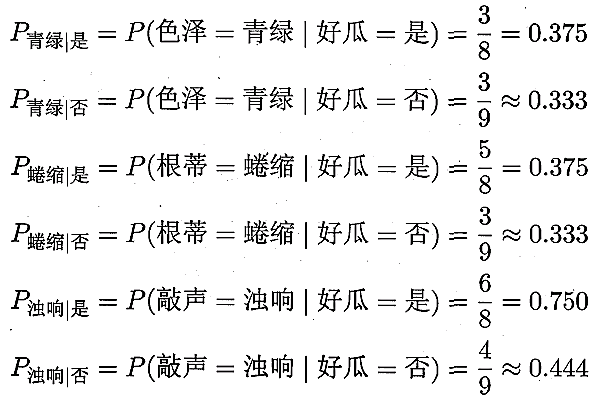 P青绿|是 = P(色泽 = 青绿 | 好瓜 = 是) = 3/8 = 0.375
P青绿|否 = P(色泽 = 青绿 | 好瓜 = 否) = 3/9 ≈ 0.333
P蜷缩|是 = P(根蒂 = 蜷缩 | 好瓜 = 是) = 5/8 = 0.375
P蜷缩|否 = P(根蒂 = 蜷缩 | 好瓜 = 否) = 3/9 ≈ 0.333
P浊响|是 = P(敲声 = 浊响 | 好瓜 = 是) = 6/8 = 0.750
P浊响|否 = P(敲声 = 浊响 | 好瓜 = 否) = 4/9 ≈ 0.444